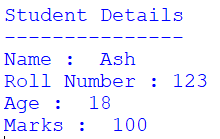 Student Details
---------------
Name :  Ash
Roll Number : 123
Age :  18
Marks :  100